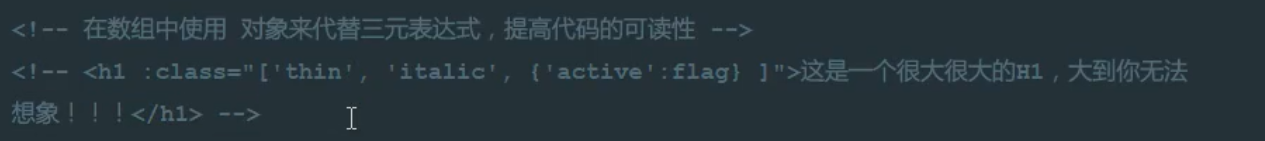 <!-- 在数组中使用 对象来代替三元表达式，提高代码的可读性 -->
<!-- <h1 :class="['thin', 'italic', {'active':flag} ]">这是一个很大很大的H1，大到你无法
想象！！！</h1> -->